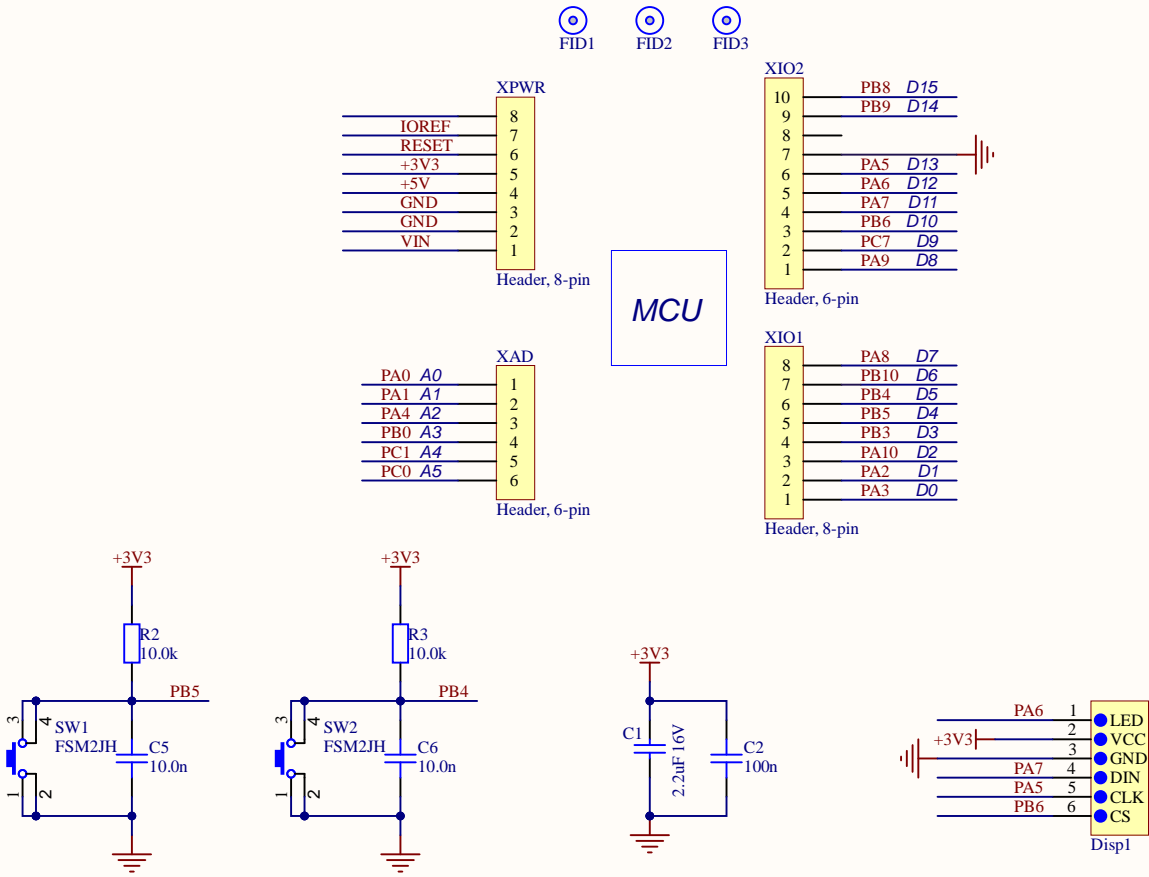 FID1 FID2 FID3
XPWR
8
IOREF 7
RESET 6
+3V3 5
+5V 4
GND 3
GND 2
VIN 1
Header, 8-pin
XIO2
10 PB8 D15
9 PB9 D14
8
7
6 PA5 D13
5 PA6 D12
4 PA7 D11
3 PB6 D10
2 PC7 D9
1 PA9 D8
Header, 6-pin
MCU
XAD
PA0 A0 1
PA1 A1 2
PA4 A2 3
PB0 A3 4
PC1 A4 5
PC0 A5 6
Header, 6-pin
XIO1
8 PA8 D7
7 PB10 D6
6 PB4 D5
5 PB5 D4
4 PB3 D3
3 PA10 D2
2 PA2 D1
1 PA3 D0
Header, 8-pin
+3V3
R2
10.0k
PB5
3 4
SW1
FSM2JH
C5
10.0n
1 2
+3V3
R3
10.0k
PB4
3 4
SW2
FSM2JH
C6
10.0n
1 2
+3V3
C1
2.2uF 16V
C2
100n
PA6 1 LED
+3V3 2 VCC
3 GND
PA7 4 DIN
PA5 5 CLK
PB6 6 CS
Disp1